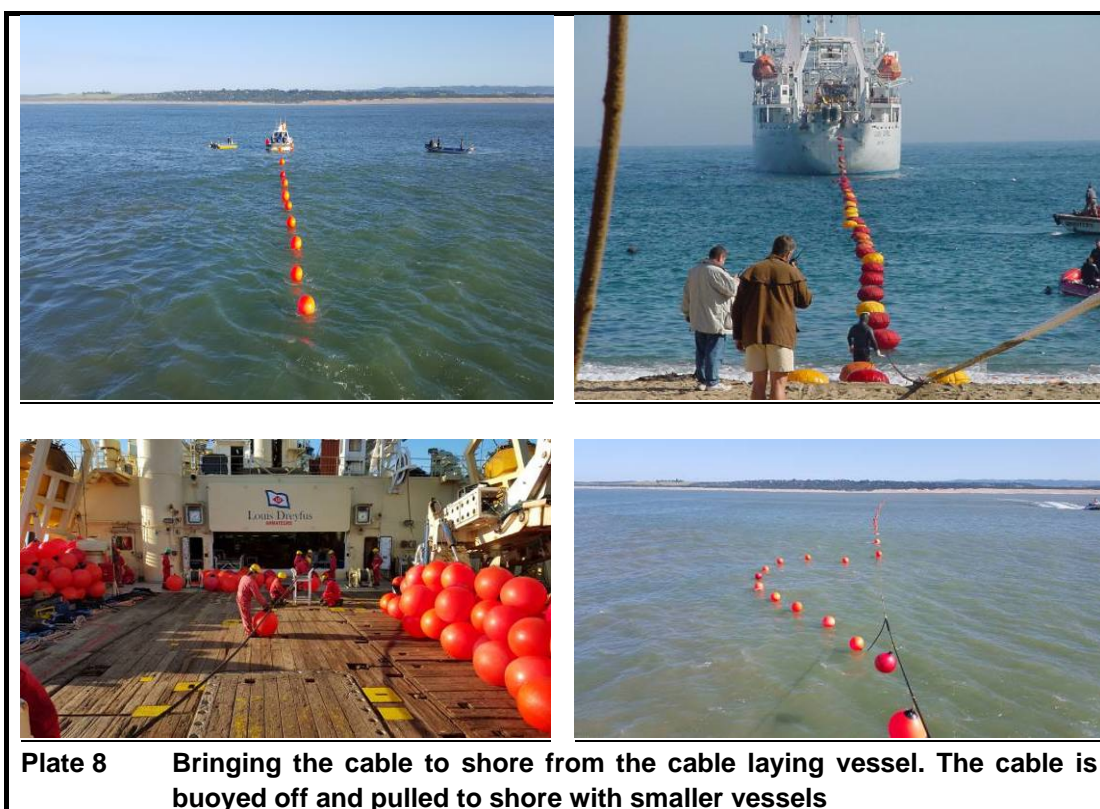 Louis Dreyfus
ARMATEURS
Plate 8 Bringing the cable to shore from the cable laying vessel. The cable is
buoyed off and pulled to shore with smaller vessels